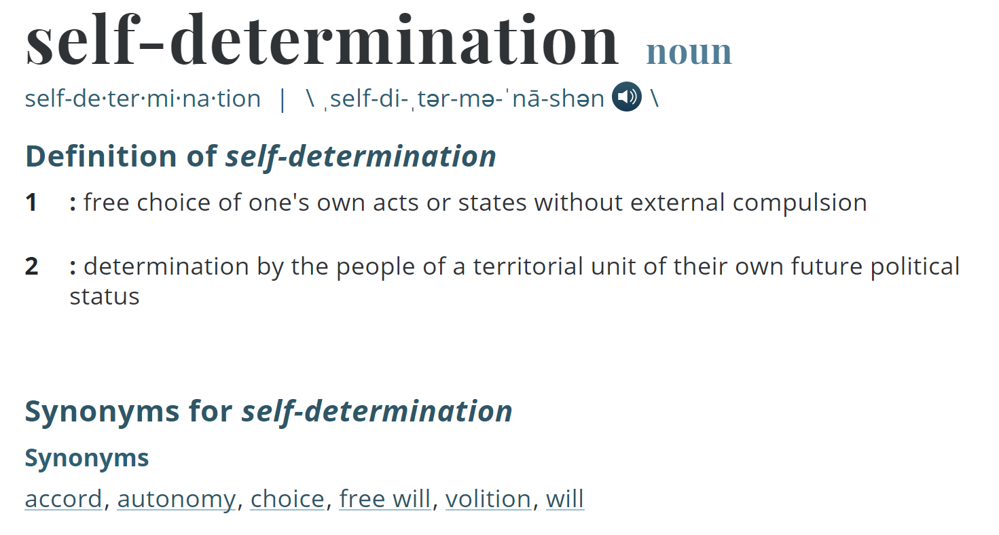 self-determination noun
self-de·ter·mi·na·tion | \ ˌself-di-ˌtər-mə-ˈnā-shən \
Definition of self-determination
1 : free choice of one's own acts or states without external compulsion
2 : determination by the people of a territorial unit of their own future political
status
Synonyms for self-determination
Synonyms
accord, autonomy, choice, free will, volition, will